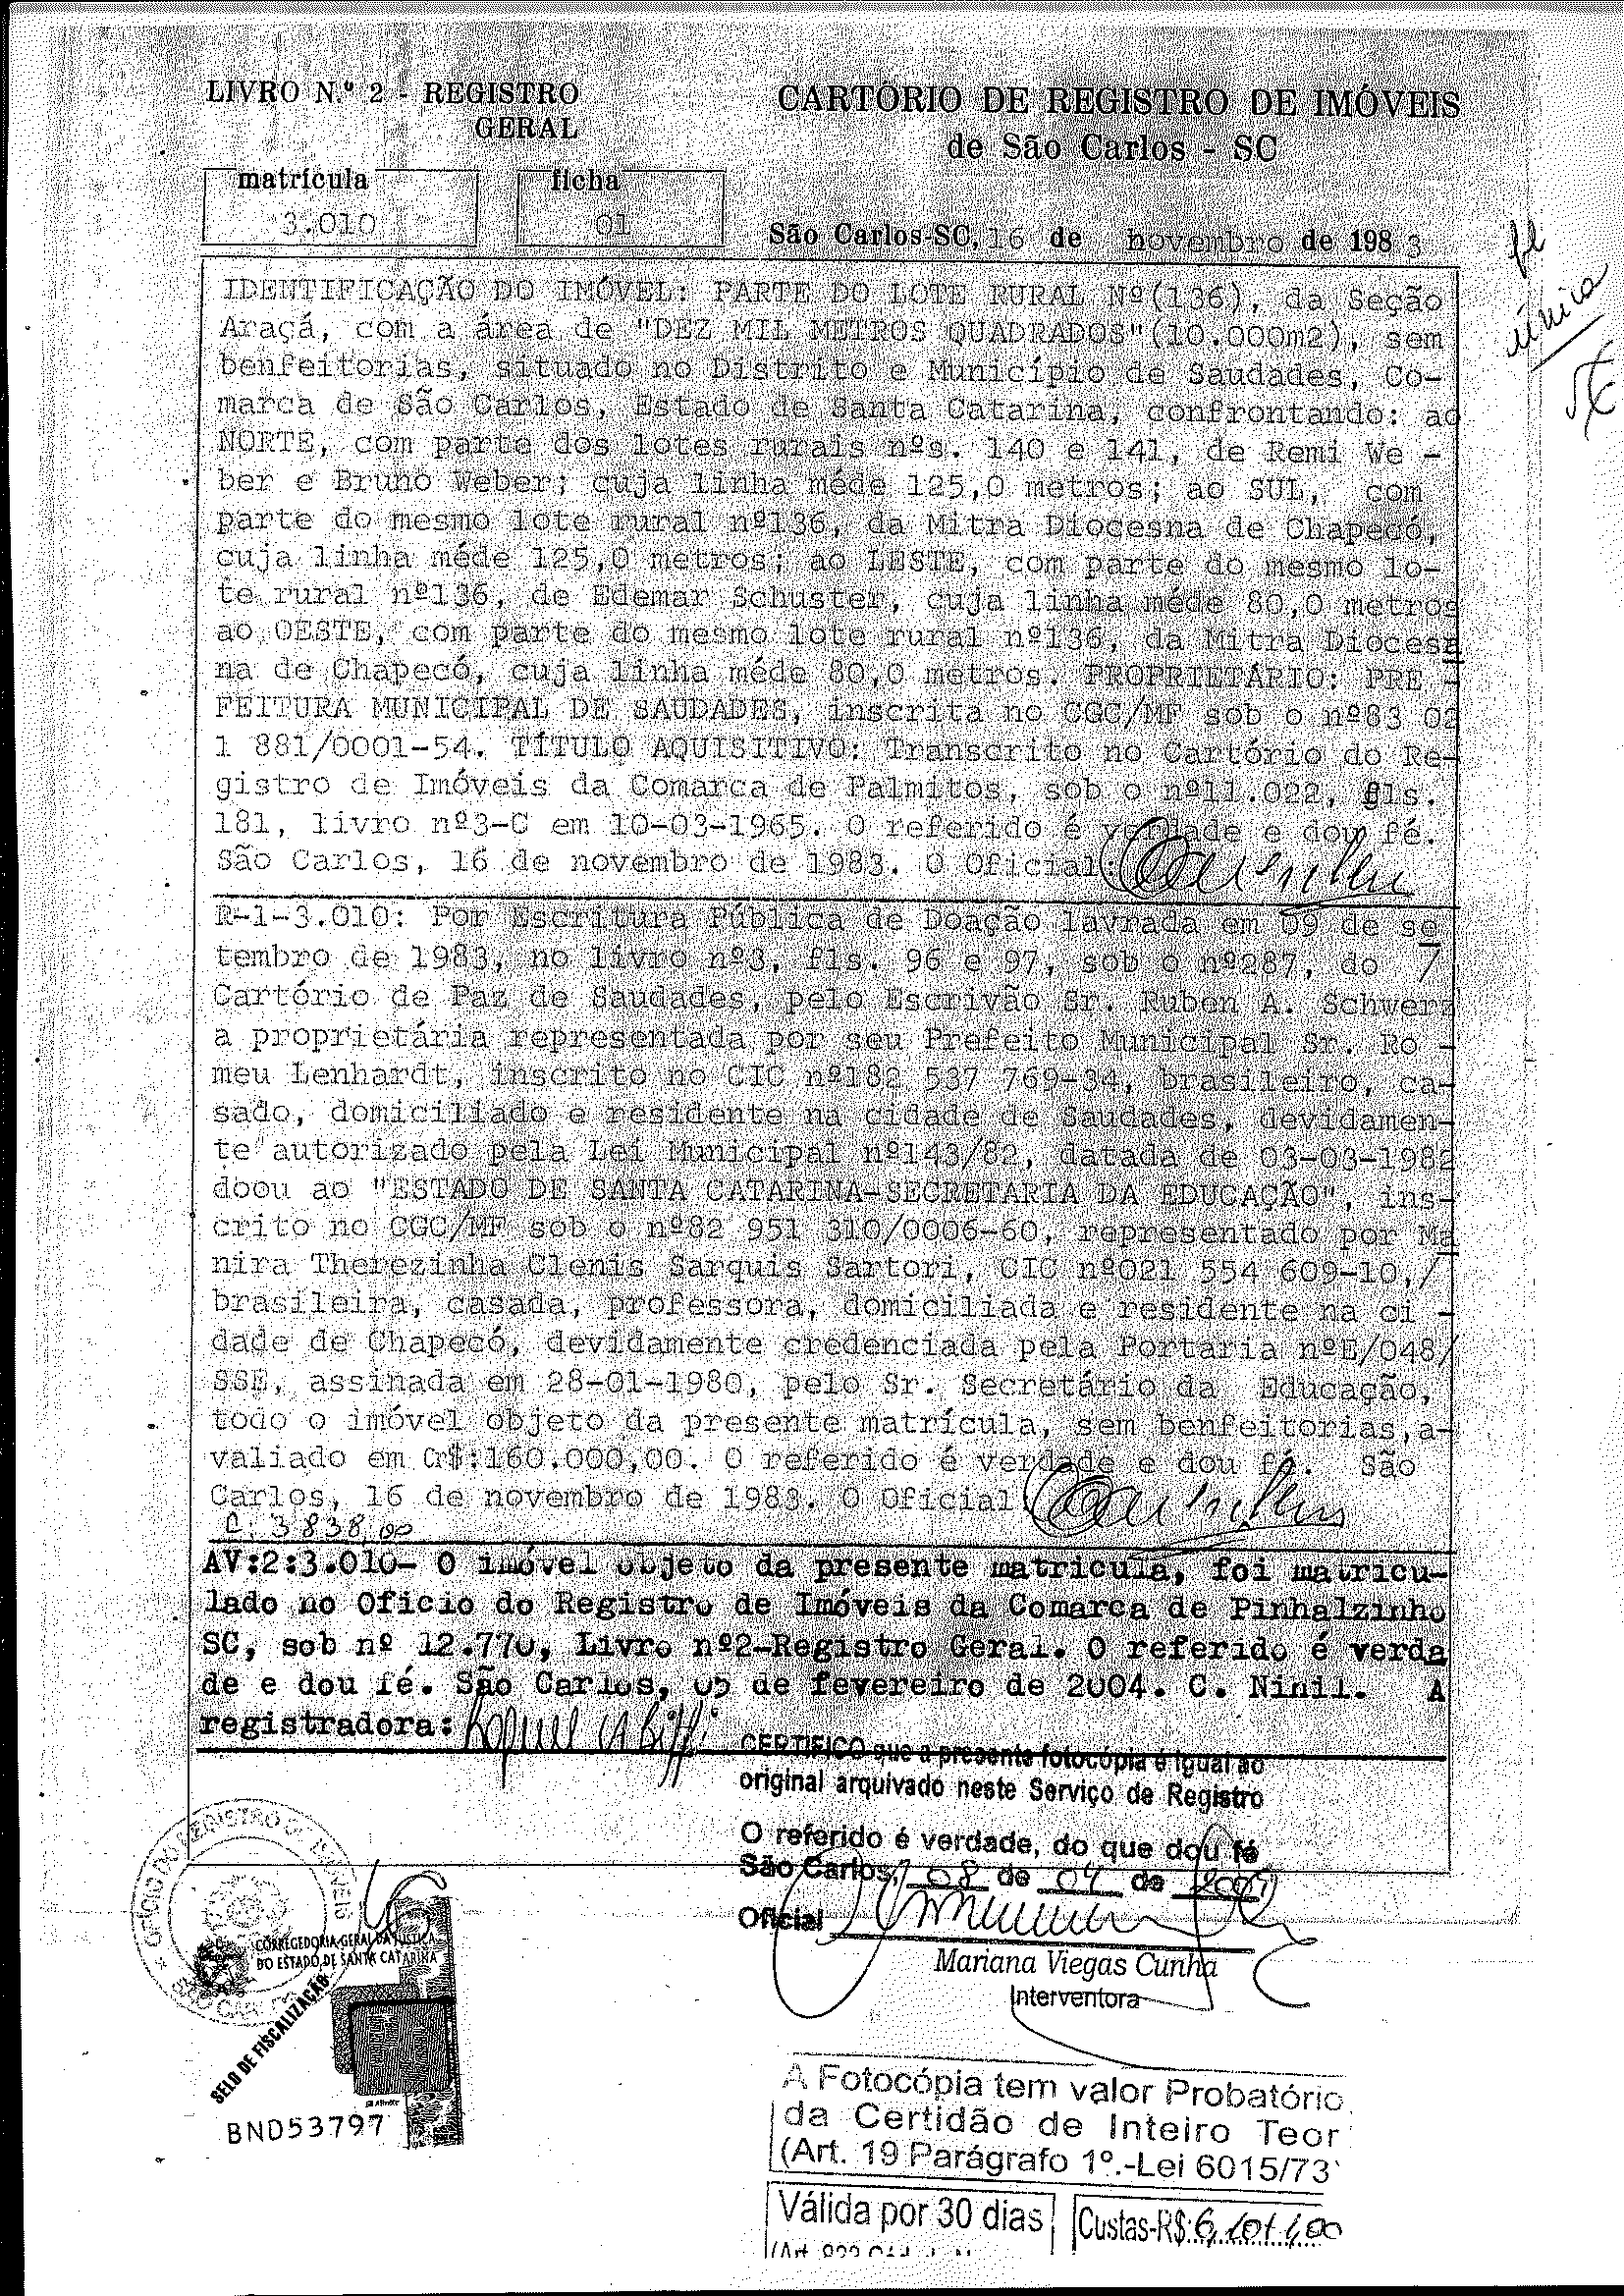 LIVRO N.º 2 - REGISTRO
GERAL
CARTÓRIO DE REGISTRO DE IMÓVEIS
de São Carlos - SC
matrícula
3.010
ficha
01
São Carlos-SC, 16 de novembro de 198 3
única
IDENTIFICAÇÃO DO IMÓVEL: PARTE DO LOTE RURAL Nº(136), da Seção
Araçá, com a área de "DEZ MIL METROS QUADRADOS"(10.000m2), sem
benfeitorias, situado no Distrito e Município de Saudades, Co-
marca de São Carlos, Estado de Santa Catarina, confrontando: ao
NORTE, com parte dos lotes rurais nºs. 140 e 141, de Remi We -
ber e Bruno Weber; cuja linha méde 125,0 metros; ao SUL, com
parte do mesmo lote rural nº136, da Mitra Diocesna de Chapecó,
cuja linha méde 125,0 metros; ao LESTE, com parte do mesmo lo-
te rural nº136, de Edemar Schuster, cuja linha méde 80,0 metros
ao OESTE, com parte do mesmo lote rural nº136, da Mitra Diocesa
na de Chapecó, cuja linha méde 80,0 metros. PROPRIETÁRIO: PRE -
FEITURA MUNICIPAL DE SAUDADES, inscrita no CGC/MF sob o nº83 02
1 881/0001-54. TÍTULO AQUISITIVO: Transcrito no Cartório do Re-
gistro de Imóveis da Comarca de Palmitos, sob o nº11.022, fls.
181, livro nº3-C em 10-03-1965. O referido é verdade e dou fé.
São Carlos, 16 de novembro de 1983. O Oficial:
R-1-3.010: Por Escritura Pública de Doação lavrada em 09 de se
tembro de 1983, no livro nº3, fls. 96 e 97, sob o nº287, do /
Cartório de Paz de Saudades, pelo Escrivão Sr. Ruben A. Schwerz
a proprietária representada por seu Prefeito Municipal Sr. Ro -
meu Lenhardt, inscrito no CIC nº182 537 769-34, brasileiro, ca-
sado, domiciliado e residente na cidade de Saudades, devidamen-
te autorizado pela Lei Municipal nº143/82, datada de 03-03-1982
doou ao "ESTADO DE SANTA CATARINA-SECRETARIA DA EDUCAÇÃO", ins-
crito no CGC/MF sob o nº82 951 310/0006-60, representado por Ma
nira Therezinha Clenis Sarquis Sartori, CIC nº021 554 609-10,/
brasileira, casada, professora, domiciliada e residente na ci -
dade de Chapecó, devidamente credenciada pela Portaria nºE/048/
SSE, assinada em 28-01-1980, pelo Sr. Secretário da Educação,
todo o imóvel objeto da presente matrícula, sem benfeitorias,a-
valiado em Cr$:160.000,00. O referido é verdade e dou fé. São
Carlos, 16 de novembro de 1983. O Oficial
C. 3838,00
AV:2:3.010- O imóvel objeto da presente matricula, foi matricu-
lado no Oficio do Registro de Imóveis da Comarca de Pinhalzinho
SC, sob nº 12.770, Livro nº2-Registro Geral. O referido é verda
de e dou fé. São Carlos, 05 de fevereiro de 2004. C. Nihil. A
registradora:
CERTIFICO que a presente fotocópia é igual ao
original arquivado neste Serviço de Registro
O referido é verdade, do que dou fé
São Carlos, 08 de 04 de
Oficial
Mariana Viegas Cunha
Interventora
OFICIO DO REGISTRO DE IMÓVEIS
SÃO CARLOS
CORREGEDORIA-GERAL DA JUSTIÇA
DO ESTADO DE SANTA CATARINA
SELO DE FISCALIZAÇÃO
BND53797
A Fotocópia tem valor Probatório
da Certidão de Inteiro Teor
(Art. 19 Parágrafo 1º.-Lei 6015/73
Válida por 30 dias
Custas-R$: